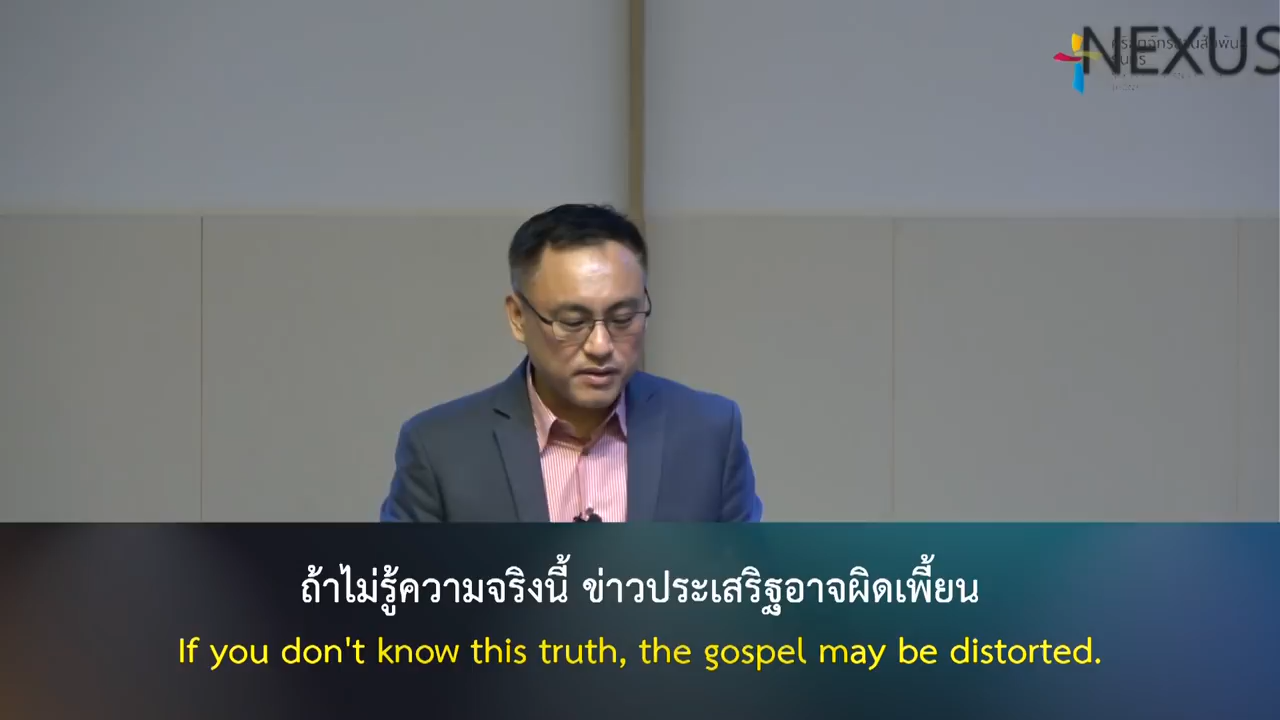 NEXUS
ถ้าไม่รู้ความจริงนี้ ข่าวประเสริฐอาจผิดเพี้ยน
If you don't know this truth, the gospel may be distorted.